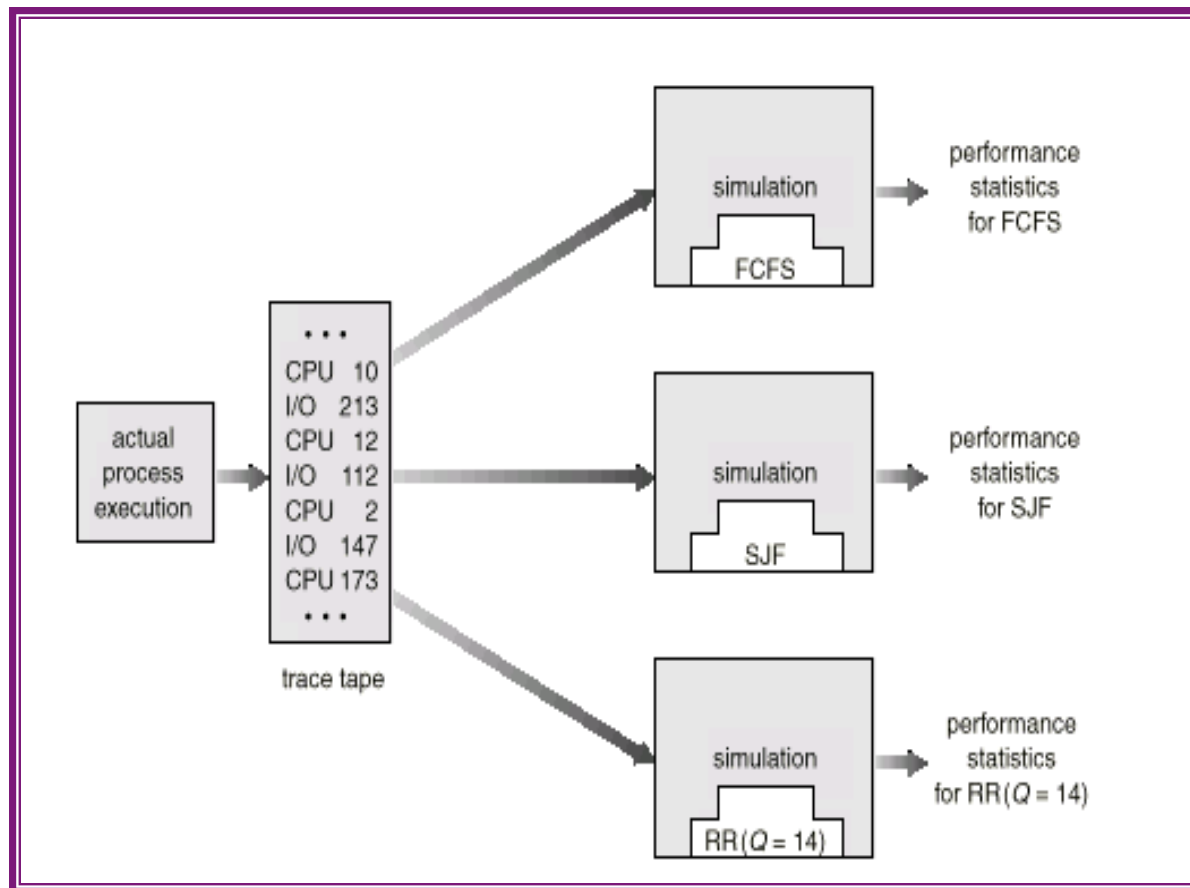 actual
process
execution
• • •
CPU 10
I/O 213
CPU 12
I/O 112
CPU 2
I/O 147
CPU 173
• • •
trace tape
simulation
FCFS
performance
statistics
for FCFS
simulation
SJF
performance
statistics
for SJF
simulation
RR (Q = 14)
performance
statistics
for RR (Q = 14)